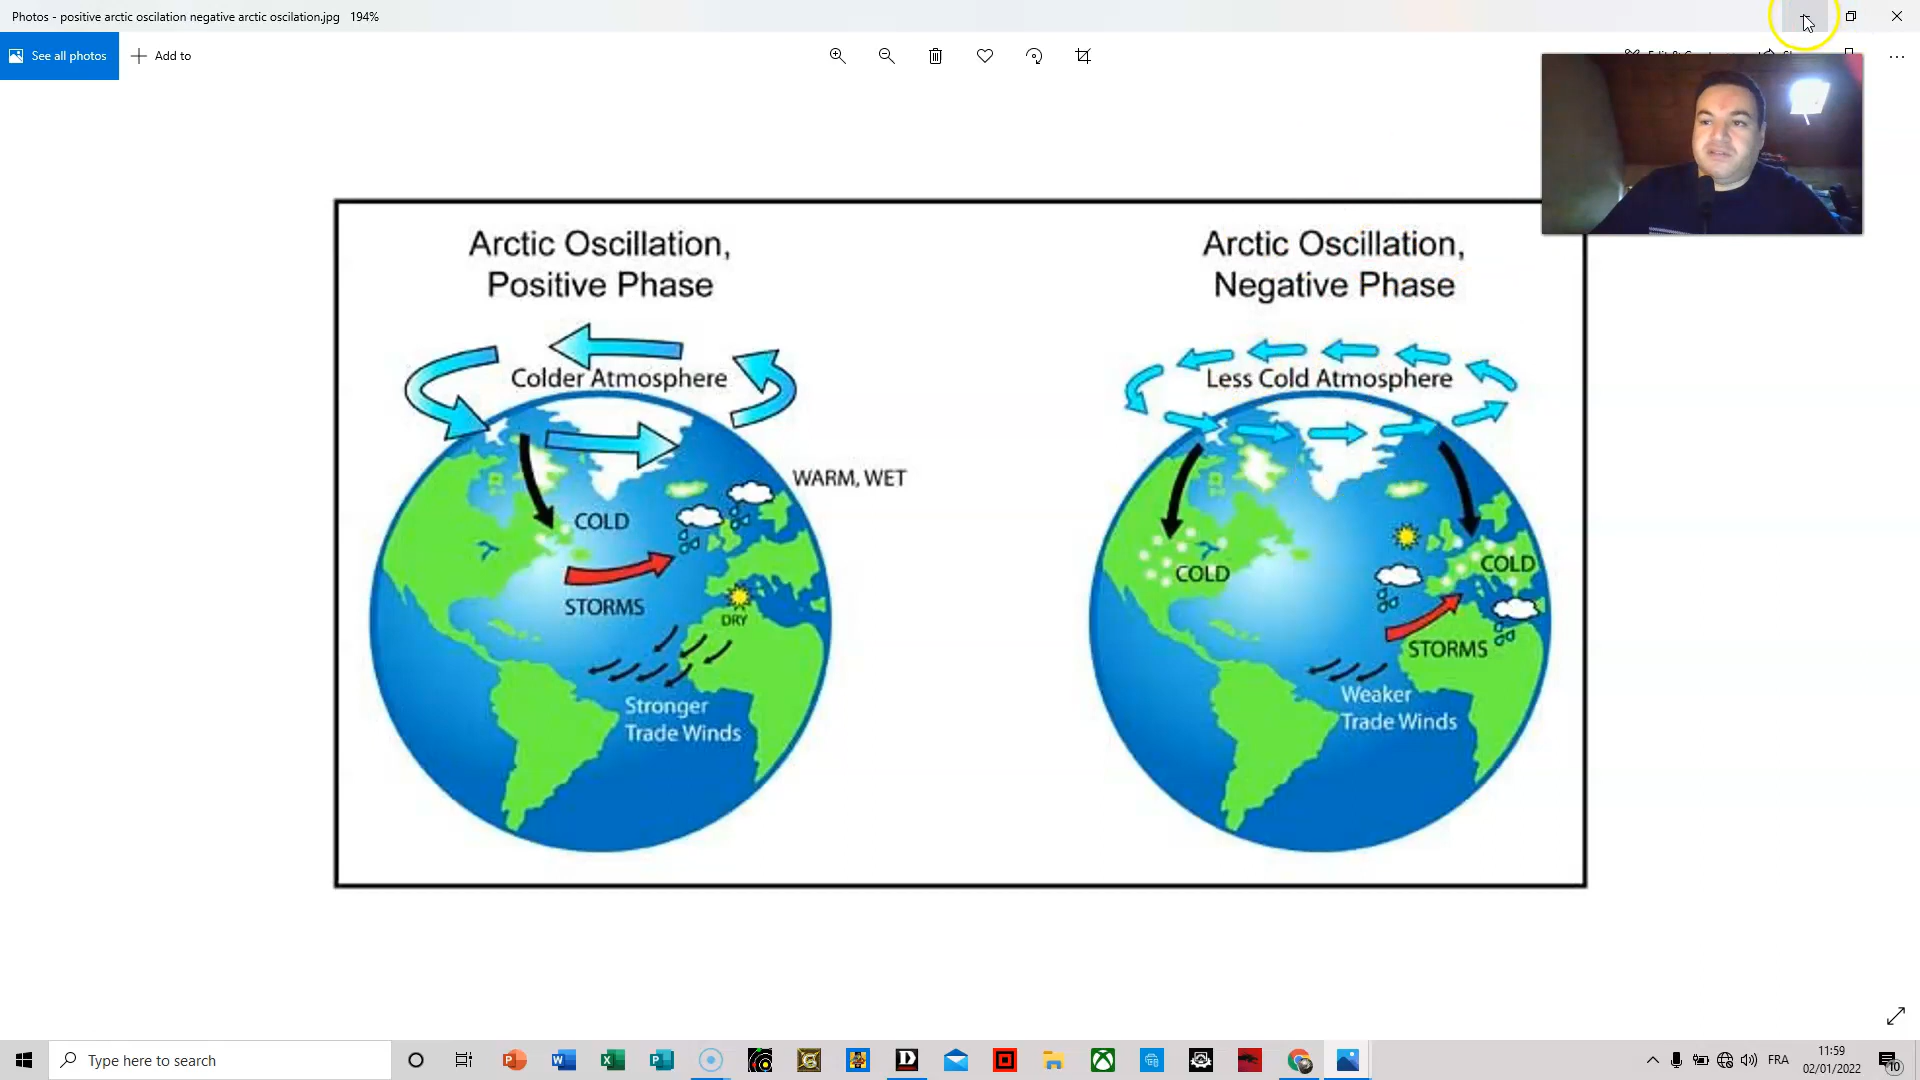 Photos - positive arctic oscilation negative arctic oscilation.jpg 194%
See all photos
Add to
Arctic Oscillation,
Positive Phase
Colder Atmosphere
WARM, WET
COLD
STORMS
DRY
Stronger
Trade Winds
Arctic Oscillation,
Negative Phase
Less Cold Atmosphere
COLD
COLD
STORMS
Weaker
Trade Winds
Type here to search
FRA
11:59
02/01/2022
10